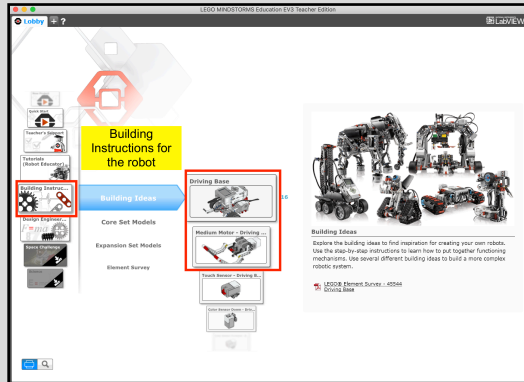 LEGO MINDSTORMS Education EV3 Teacher Edition
Lobby + ?
LabVIEW
Quick Start
Teacher's Support
Tutorials
(Robot Educator)
Building Instruc...
Design Engineer...
Space Challenge
Building
Instructions for
the robot
Building Ideas
Core Set Models
Expansion Set Models
Element Survey
Driving Base
16
Medium Motor - Driving ...
Touch Sensor - Driving B...
Color Sensor Down - Driv...
Building Ideas
Explore the building ideas to find inspiration for creating your own robots.
Use the step-by-step instructions to learn how to put together functioning
mechanisms. Use several different building ideas to build a more complex
robotic system.
LEGO® Element Survey - 45544
Driving Base